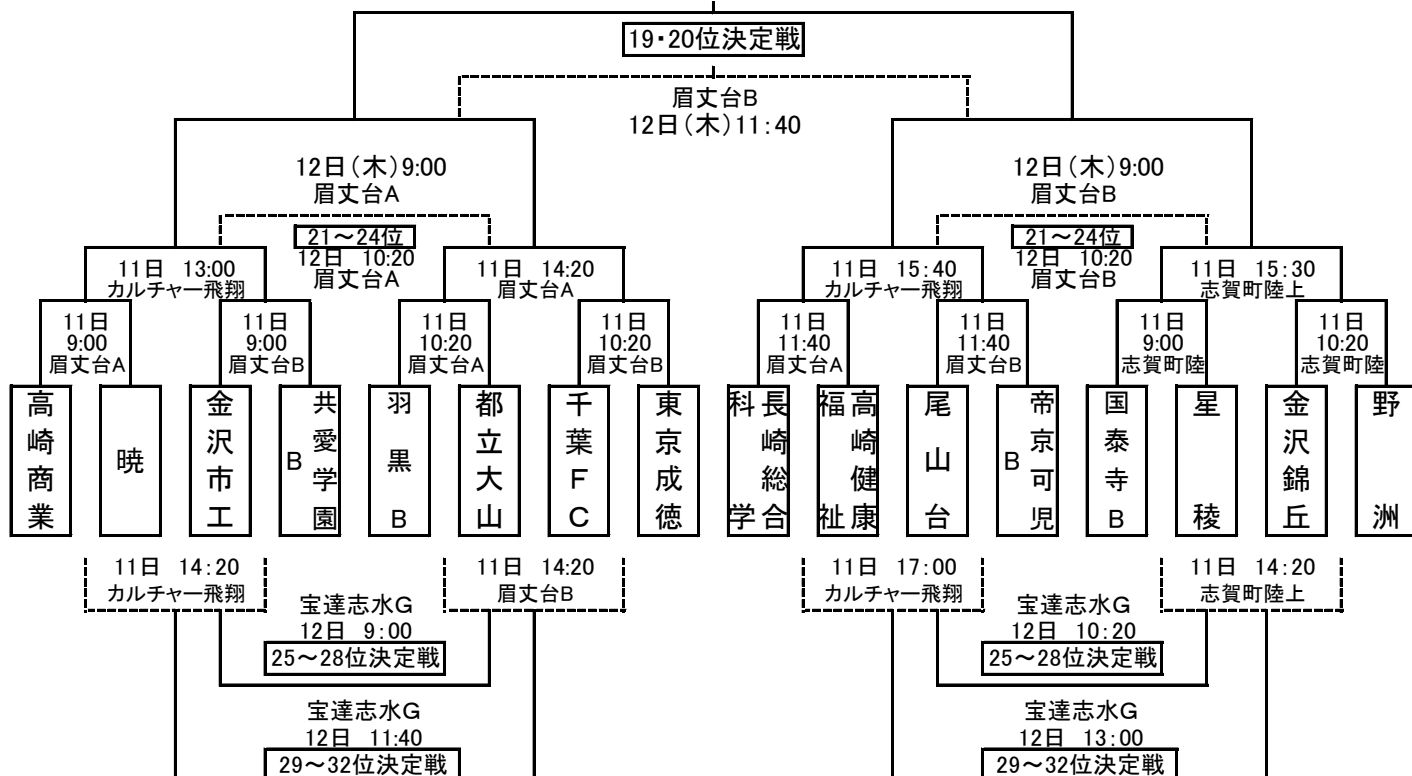 19・20位決定戦
眉丈台B
12日（木）11：40
12日（木）9:00
眉丈台A
12日（木）9:00
眉丈台B
21～24位
12日 10:20
眉丈台A
21～24位
12日 10:20
眉丈台B
11日 13:00
カルチャー飛翔
11日 14:20
眉丈台A
11日 15:40
カルチャー飛翔
11日 15:30
志賀町陸上
11日
9:00
眉丈台A
11日
9:00
眉丈台B
11日
10:20
眉丈台A
11日
10:20
眉丈台B
11日
11:40
眉丈台A
11日
11:40
眉丈台B
11日
9:00
志賀町陸
11日
10:20
志賀町陸
高崎商業
暁
金沢市工
共愛学園
B
羽黒B
都立大山
千葉FC
東京成徳
長崎総合
科学
高崎健康
福祉
尾山台
帝京可児
B
国泰寺B
星稜
金沢錦丘
野洲
11日 14:20
カルチャー飛翔
11日 14:20
眉丈台B
11日 17:00
カルチャー飛翔
11日 14:20
志賀町陸上
宝達志水G
12日 9:00
25～28位決定戦
宝達志水G
12日 10:20
25～28位決定戦
宝達志水G
12日 11:40
29～32位決定戦
宝達志水G
12日 13:00
29～32位決定戦